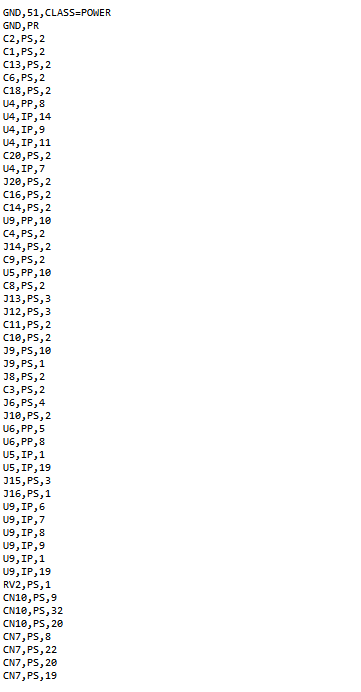 GND,51,CLASS=POWER
GND,PR
C2,PS,2
C1,PS,2
C13,PS,2
C6,PS,2
C18,PS,2
U4,PP,8
U4,IP,14
U4,IP,9
U4,IP,11
C20,PS,2
U4,IP,7
J20,PS,2
C16,PS,2
C14,PS,2
U9,PP,10
C4,PS,2
J14,PS,2
C9,PS,2
U5,PP,10
C8,PS,2
J13,PS,3
J12,PS,3
C11,PS,2
C10,PS,2
J9,PS,10
J9,PS,1
J8,PS,2
C3,PS,2
J6,PS,4
J10,PS,2
U6,PP,5
U6,PP,8
U5,IP,1
U5,IP,19
J15,PS,3
J16,PS,1
U9,IP,6
U9,IP,7
U9,IP,8
U9,IP,9
U9,IP,1
U9,IP,19
RV2,PS,1
CN10,PS,9
CN10,PS,32
CN10,PS,20
CN7,PS,8
CN7,PS,22
CN7,PS,20
CN7,PS,19